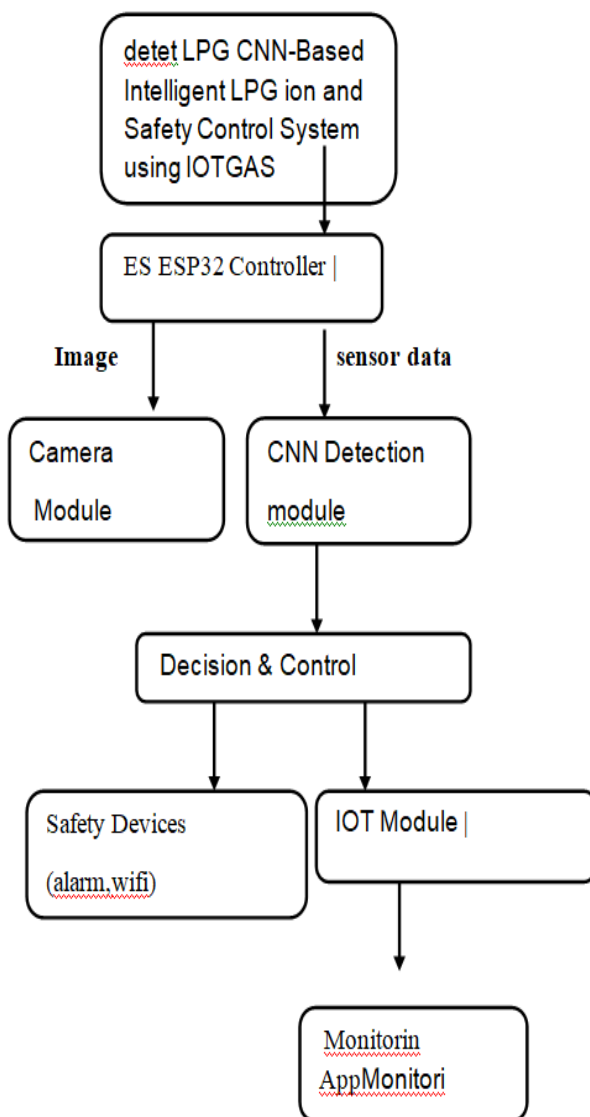 detet LPG CNN-Based
Intelligent LPG ion and
Safety Control System
using IOTGAS
ES ESP32 Controller |
Image
sensor data
Camera
Module
CNN Detection
module
Decision & Control
Safety Devices
(alarm,wifi)
IOT Module |
Monitorin
AppMonitori